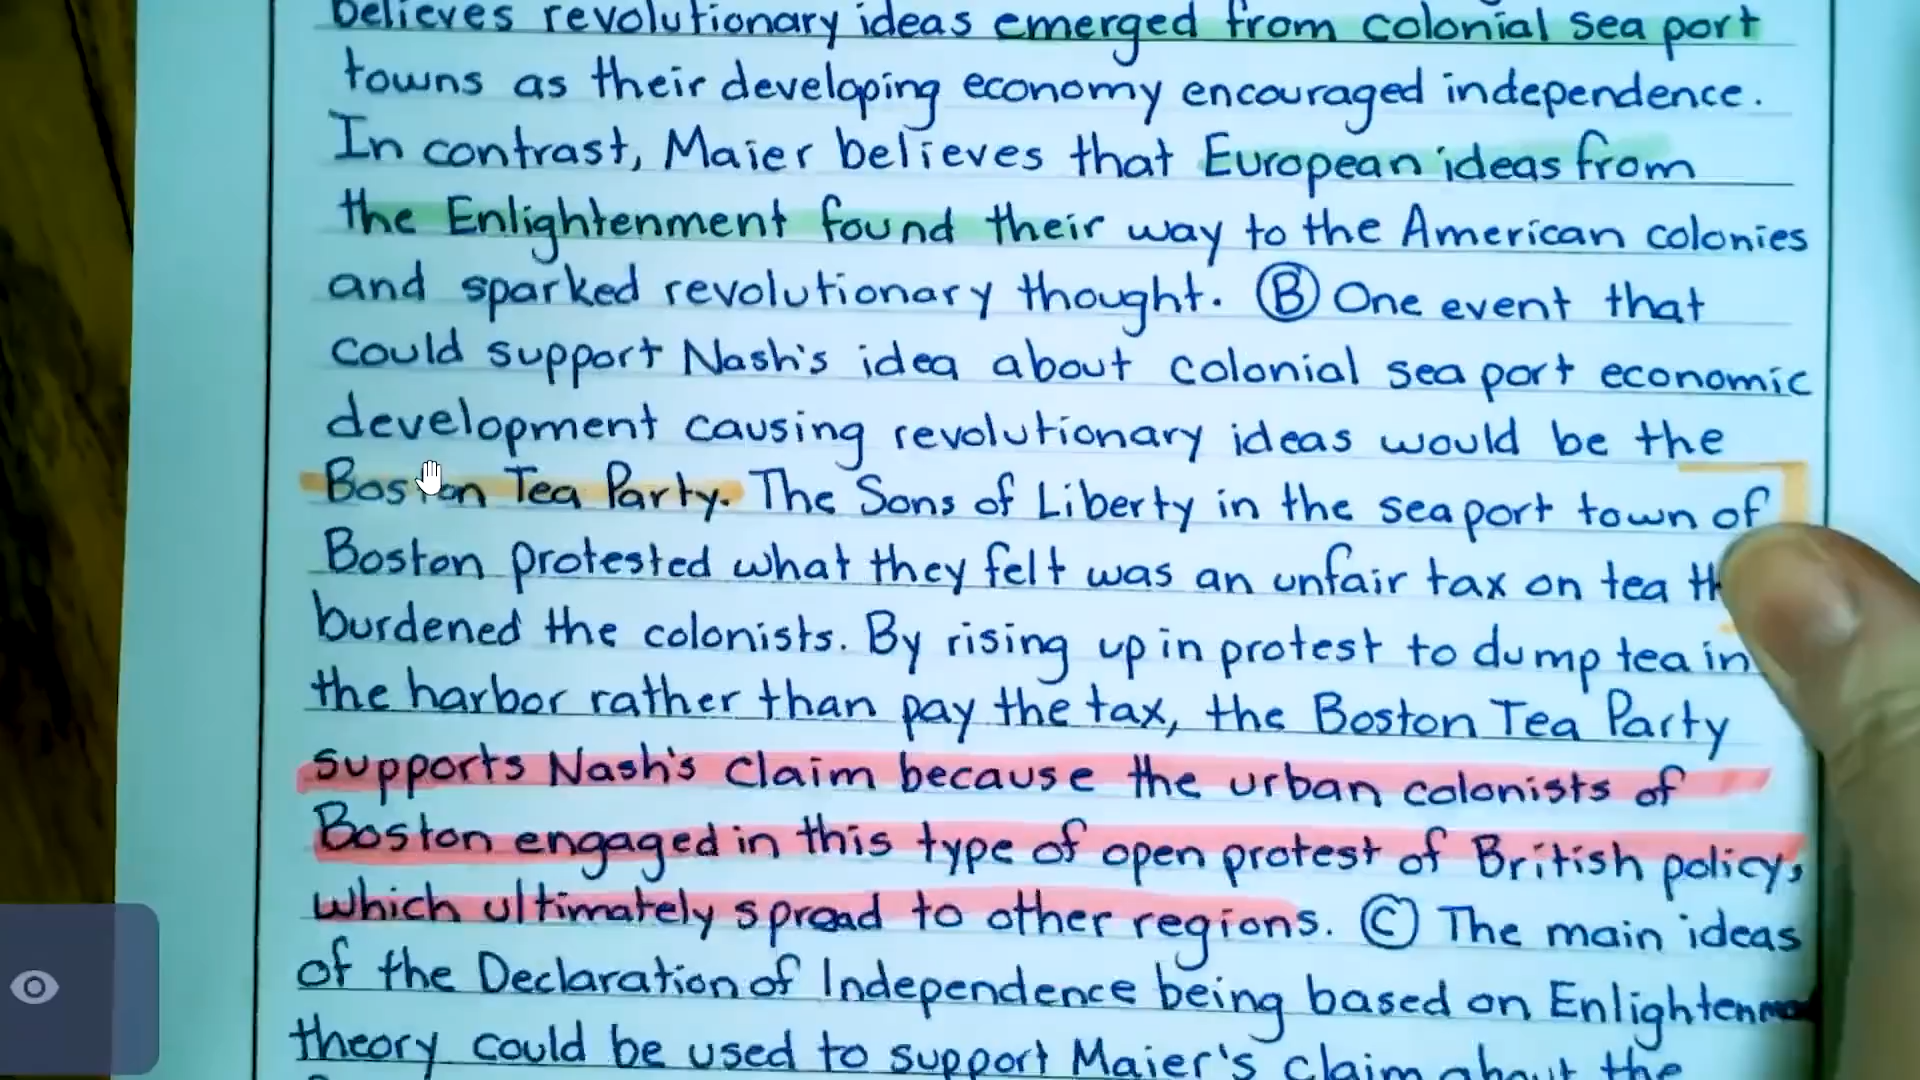 believes revolutionary ideas emerged from colonial sea port
towns as their developing economy encouraged independence.
In contrast, Maier believes that European ideas from
the Enlightenment found their way to the American colonies
and sparked revolutionary thought. Ⓑ One event that
could support Nash's idea about colonial sea port economic
development causing revolutionary ideas would be the
Boston Tea Party. The Sons of Liberty in the sea port town of
Boston protested what they felt was an unfair tax on tea
burdened the colonists. By rising up in protest to dump tea in
the harbor rather than pay the tax, the Boston Tea Party
supports Nash's claim because the urban colonists of
Boston engaged in this type of open protest of British policy,
which ultimately spread to other regions. Ⓒ The main ideas
of the Declaration of Independence being based on
theory could be used to support Maier's claim about the